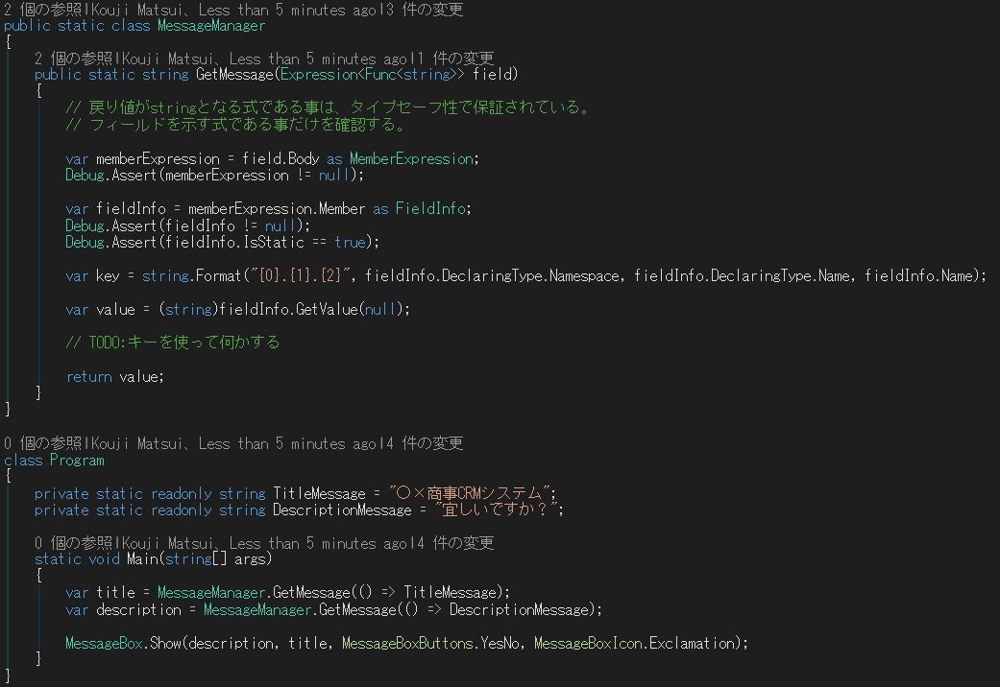 2 個の参照|Kouji Matsui、Less than 5 minutes ago|3 件の変更
public static class MessageManager
{
2 個の参照|Kouji Matsui、Less than 5 minutes ago|1 件の変更
public static string GetMessage(Expression<Func<string>> field)
{
// 戻り値がstringとなる式である事は、タイプセーフ性で保証されている。
// フィールドを示す式である事だけを確認する。
var memberExpression = field.Body as MemberExpression;
Debug.Assert(memberExpression != null);
var fieldInfo = memberExpression.Member as FieldInfo;
Debug.Assert(fieldInfo != null);
Debug.Assert(fieldInfo.IsStatic == true);
var key = string.Format("{0}.{1}.{2}", fieldInfo.DeclaringType.Namespace, fieldInfo.DeclaringType.Name, fieldInfo.Name);
var value = (string)fieldInfo.GetValue(null);
// TODO:キーを使って何かする
return value;
}
}
0 個の参照|Kouji Matsui、Less than 5 minutes ago|4 件の変更
class Program
{
private static readonly string TitleMessage = "○×商事CRMシステム";
private static readonly string DescriptionMessage = "宜しいですか？";
0 個の参照|Kouji Matsui、Less than 5 minutes ago|4 件の変更
static void Main(string[] args)
{
var title = MessageManager.GetMessage(() => TitleMessage);
var description = MessageManager.GetMessage(() => DescriptionMessage);
MessageBox.Show(description, title, MessageBoxButtons.YesNo, MessageBoxIcon.Exclamation);
}
}